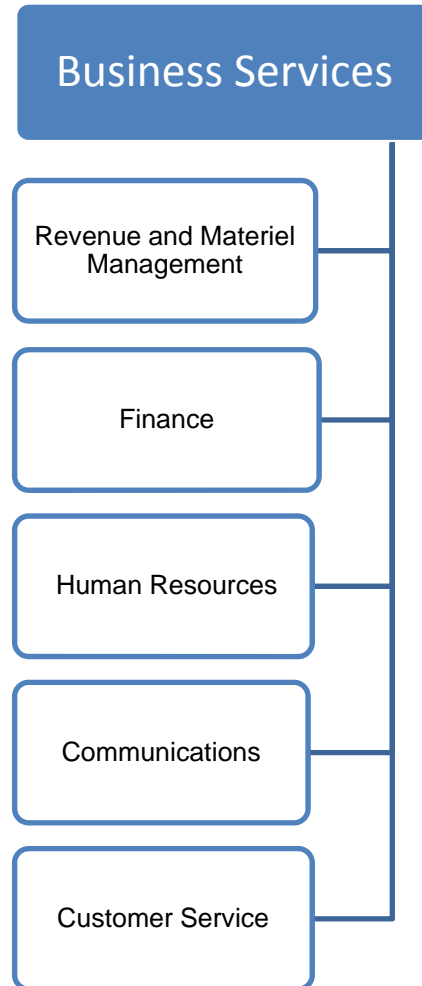 Business Services
Revenue and Materiel
Management
Finance
Human Resources
Communications
Customer Service